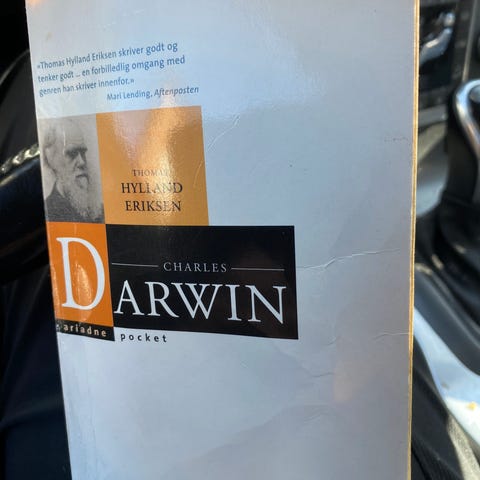 «Thomas Hylland Eriksen skriver godt og
tenker godt ... en forbilledlig omgang med
genren han skriver innenfor.»
Mari Lending, Aftenposten
THOMAS
HYLLAND
ERIKSEN
CHARLES
DARWIN
ariadne pocket